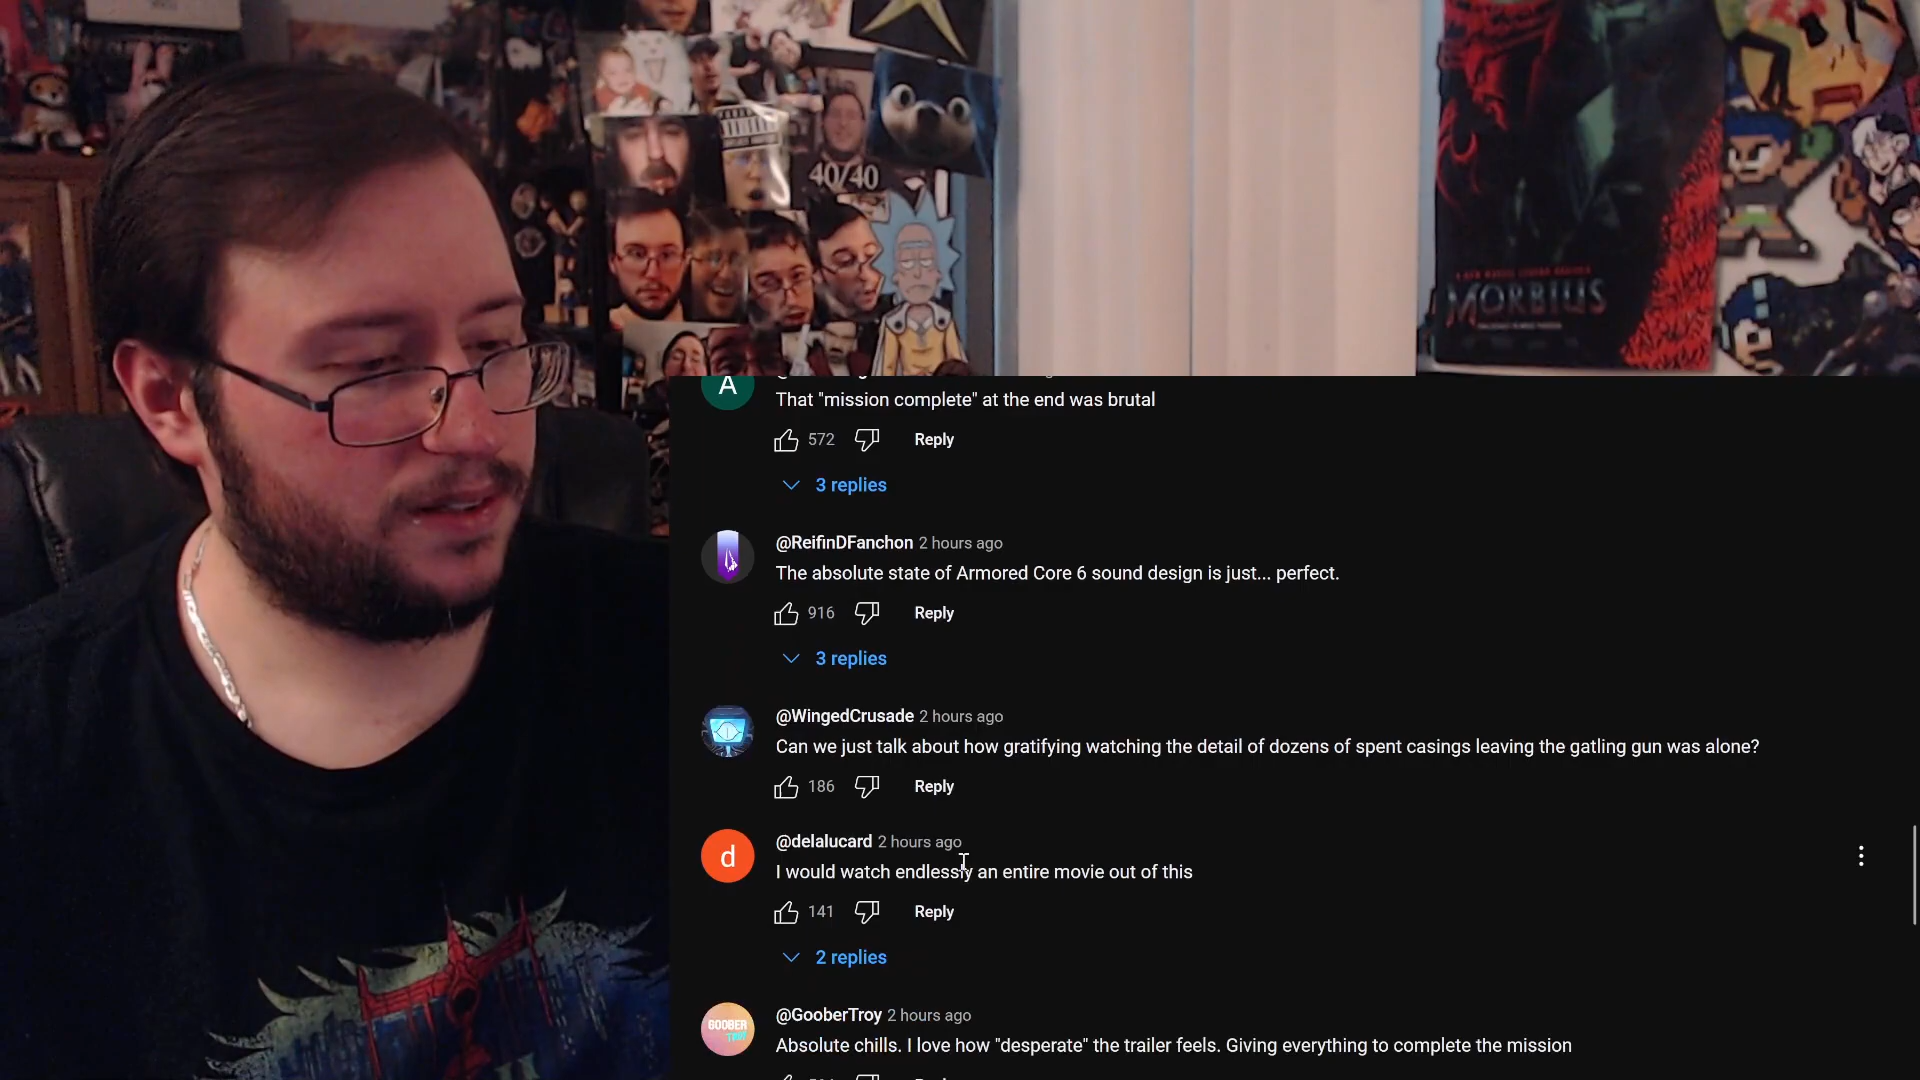 40/40
MORBIUS
A
That "mission complete" at the end was brutal
572 Reply
3 replies
@ReifinDFanchon 2 hours ago
The absolute state of Armored Core 6 sound design is just... perfect.
916 Reply
3 replies
@WingedCrusade 2 hours ago
Can we just talk about how gratifying watching the detail of dozens of spent casings leaving the gatling gun was alone?
186 Reply
d
@delalucard 2 hours ago
I would watch endlessly an entire movie out of this
141 Reply
2 replies
GOOBER
TROY
@GooberTroy 2 hours ago
Absolute chills. I love how "desperate" the trailer feels. Giving everything to complete the mission